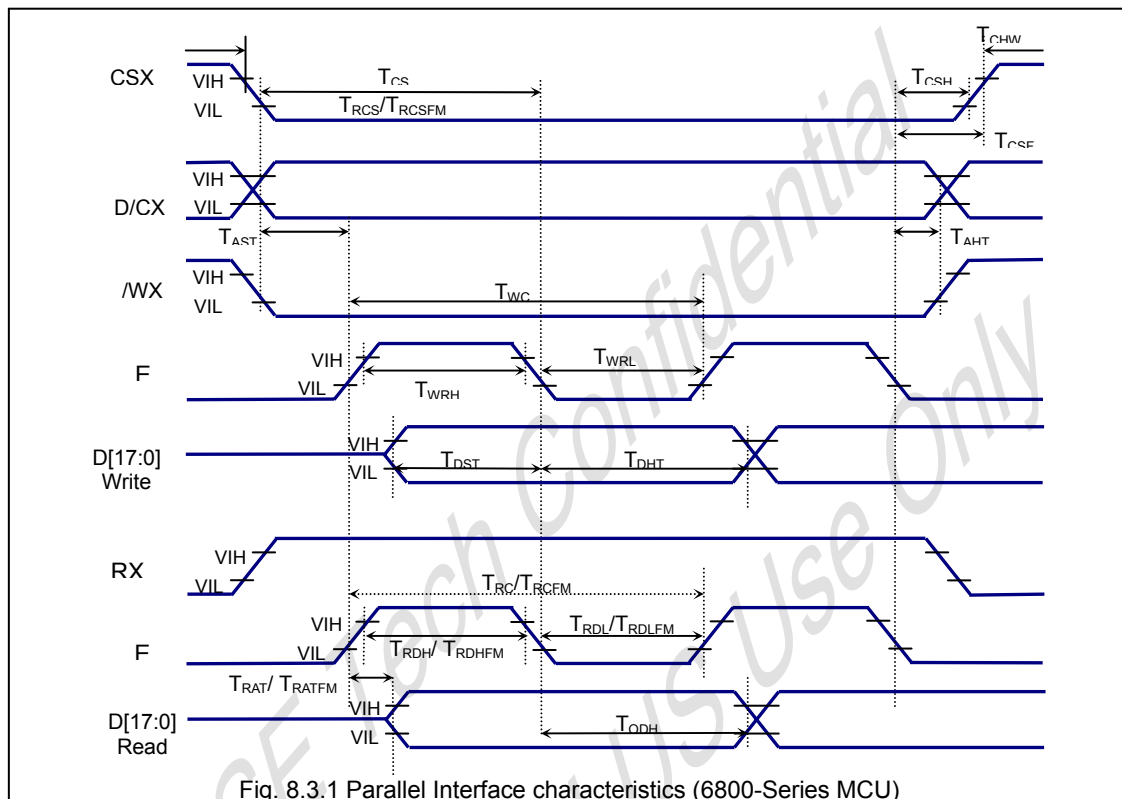 TCHW
CSX
VIH
VIL
TCS
TRCS/TRCSFM
TCSH
TCSF
D/CX
VIH
VIL
TAST
TAHT
/WX
VIH
VIL
TWC
F
VIH
VIL
TWRH
TWRL
D[17:0]
Write
VIH
VIL
TDST
TDHT
RX
VIH
VIL
TRC/TRCFM
F
VIH
VIL
TRDH/ TRDHFM
TRDL/TRDLFM
TRAT/ TRATFM
D[17:0]
Read
VIH
VIL
TODH
Tech Confidential
US Use Only
Fig. 8.3.1 Parallel Interface characteristics (6800-Series MCU)